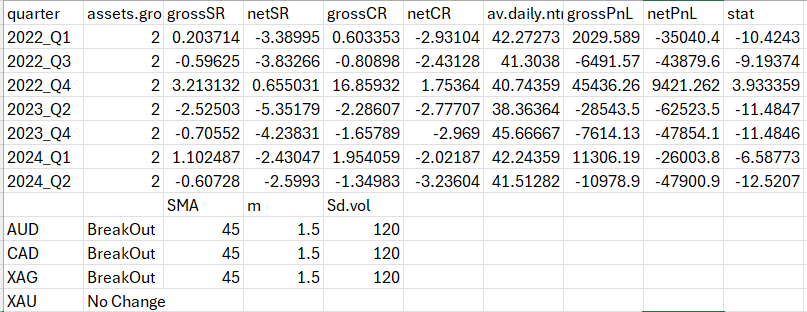 quarter assets.gro grossSR netSR grossCR netCR av.daily.ntı grossPnL netPnL stat
2022_Q1 2 0.203714 -3.38995 0.603353 -2.93104 42.27273 2029.589 -35040.4 -10.4243
2022_Q3 2 -0.59625 -3.83266 -0.80898 -2.43128 41.3038 -6491.57 -43879.6 -9.19374
2022_Q4 2 3.213132 0.655031 16.85932 1.75364 40.74359 45436.26 9421.262 3.933359
2023_Q2 2 -2.52503 -5.35179 -2.28607 -2.77707 38.36364 -28543.5 -62523.5 -11.4847
2023_Q4 2 -0.70552 -4.23831 -1.65789 -2.969 45.66667 -7614.13 -47854.1 -11.4846
2024_Q1 2 1.102487 -2.43047 1.954059 -2.02187 42.24359 11306.19 -26003.8 -6.58773
2024_Q2 2 -0.60728 -2.5993 -1.34983 -3.23604 41.51282 -10978.9 -47900.9 -12.5207
SMA m Sd.vol
AUD BreakOut 45 1.5 120
CAD BreakOut 45 1.5 120
XAG BreakOut 45 1.5 120
XAU No Change